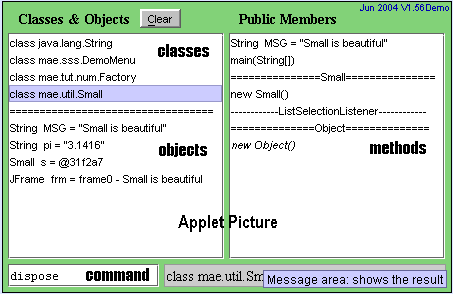 Jun 2004 V1.56Demo
Classes & Objects Clear Public Members
class java.lang.String
class mae.sss.DemoMenu
class mae.tut.num.Factory
class mae.util.Small
classes
==========================
String MSG = "Small is beautiful"
String pi = "3.1416"
Small s = @31f2a7
JFrame frm = frame0 - Small is beautiful
objects
String MSG = "Small is beautiful"
main(String[])
===============Small===============
new Small()
------------ListSelectionListener------------
==============Object==============
new Object()
methods
Applet Picture
dispose command
class mae.util.Sm
Message area: shows the result